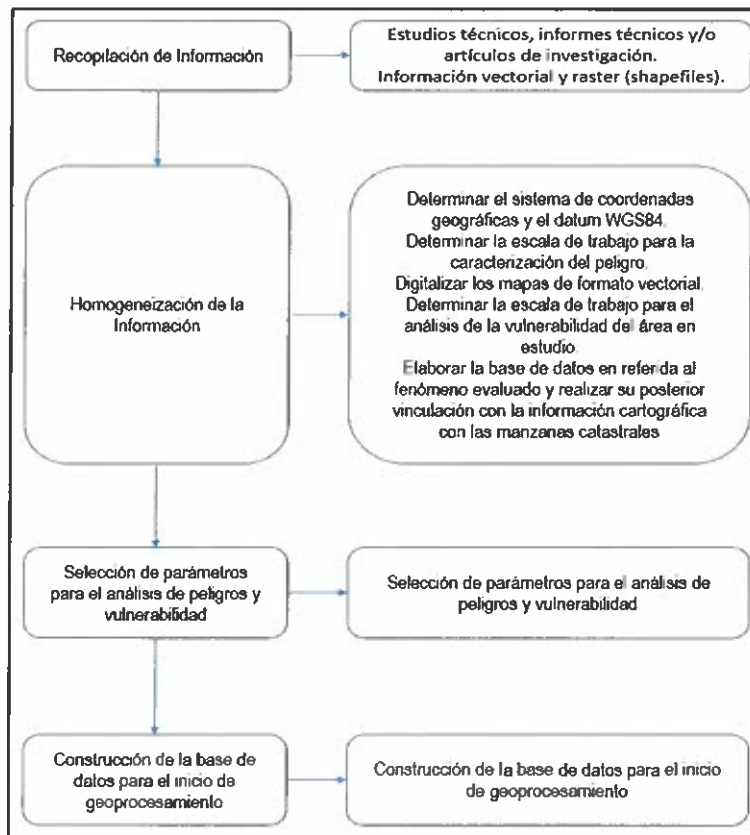 Recopilación de Información
Estudios técnicos, informes técnicos y/o
artículos de investigación.
Información vectorial y raster (shapefiles).
Homogeneización de la
Información
Determinar el sistema de coordenadas
geográficas y el datum WGS84.
Determinar la escala de trabajo para la
caracterización del peligro.
Digitalizar los mapas de formato vectorial.
Determinar la escala de trabajo para el
análisis de la vulnerabilidad del área en
estudio.
Elaborar la base de datos en referida al
fenómeno evaluado y realizar su posterior
vinculación con la información cartográfica
con las manzanas catastrales
Selección de parámetros
para el análisis de peligros y
vulnerabilidad
Selección de parámetros para el análisis de
peligros y vulnerabilidad
Construcción de la base de
datos para el inicio de
geoprocesamiento
Construcción de la base de datos para el inicio
de geoprocesamiento